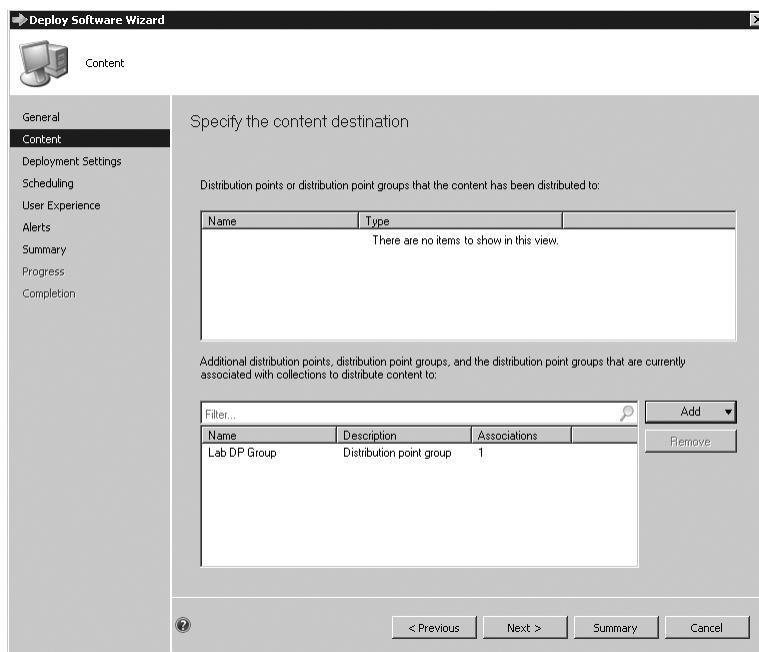 Deploy Software Wizard
Content
General
Content
Deployment Settings
Scheduling
User Experience
Alerts
Summary
Progress
Completion
Specify the content destination
Distribution points or distribution point groups that the content has been distributed to:
Name Type
There are no items to show in this view.
Additional distribution points, distribution point groups, and the distribution point groups that are currently
associated with collections to distribute content to:
Filter...
Add
Name Description Associations
Remove
Lab DP Group Distribution point group 1
< Previous Next > Summary Cancel